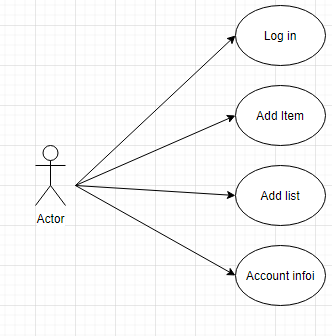 Log in
Add Item
Add list
Account infoi
Actor